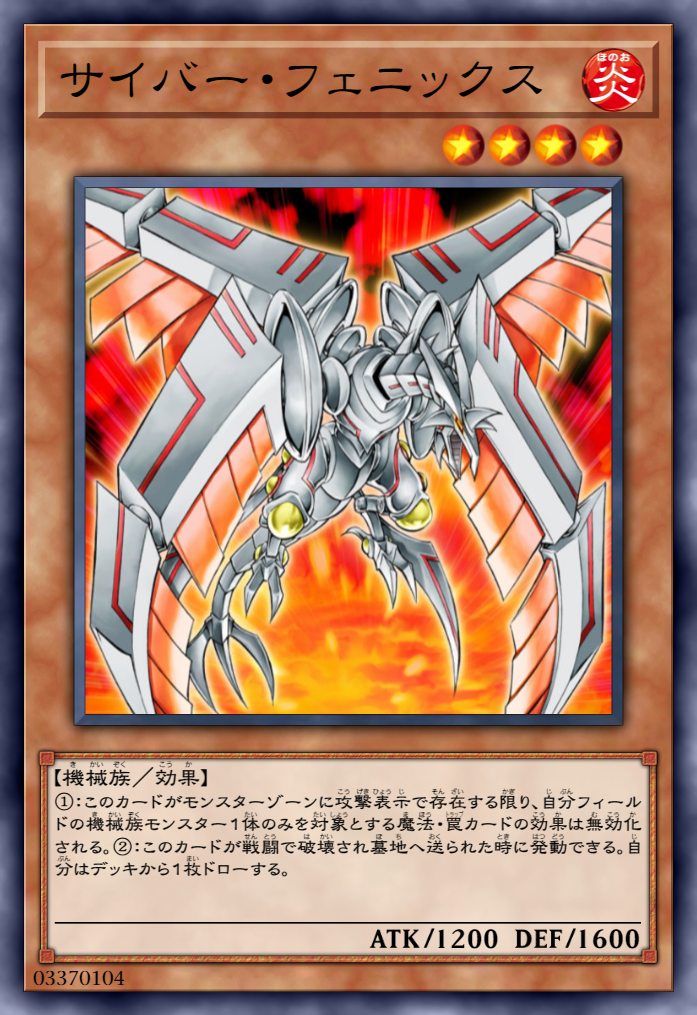 サイバー・フェニックス
ほのお
炎
【機械族／効果】
①：このカードがモンスターゾーンに攻撃表示で存在する限り、自分フィール
ドの機械族モンスター１体のみを対象とする魔法・罠カードの効果は無効化
される。②：このカードが戦闘で破壊され墓地へ送られた時に発動できる。自
分はデッキから１枚ドローする。
ATK/1200 DEF/1600
03370104